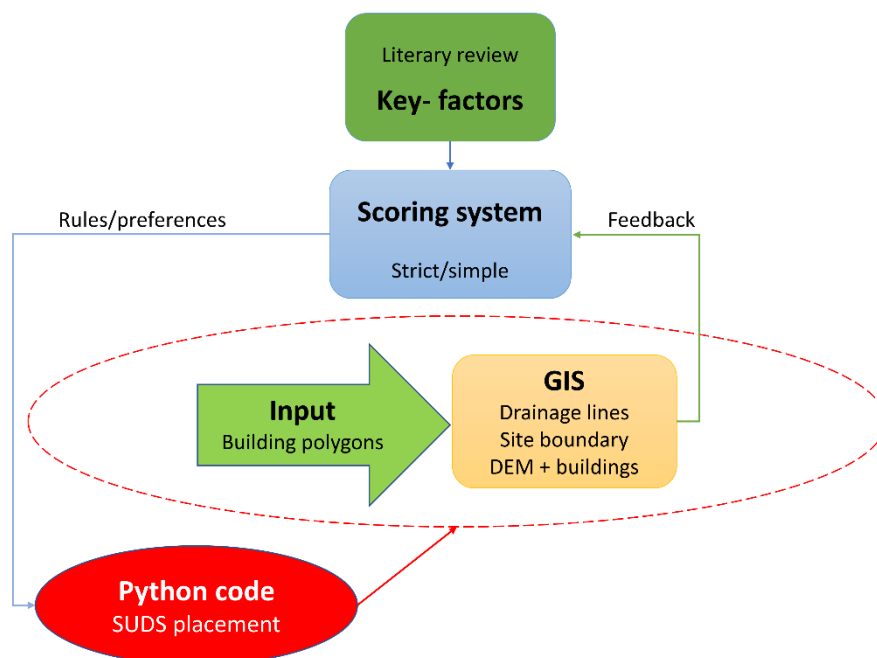 Literary review
Key- factors
Scoring system
Strict/simple
Rules/preferences
Feedback
Input
Building polygons
GIS
Drainage lines
Site boundary
DEM + buildings
Python code
SUDS placement